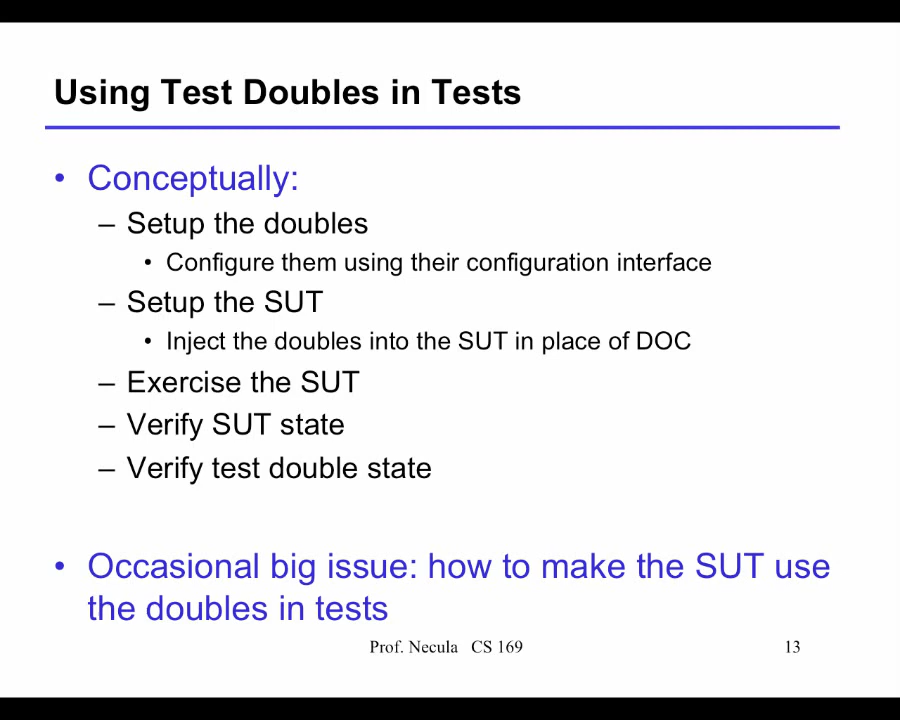 Using Test Doubles in Tests
• Conceptually:
– Setup the doubles
• Configure them using their configuration interface
– Setup the SUT
• Inject the doubles into the SUT in place of DOC
– Exercise the SUT
– Verify SUT state
– Verify test double state
• Occasional big issue: how to make the SUT use
the doubles in tests
Prof. Necula CS 169
13